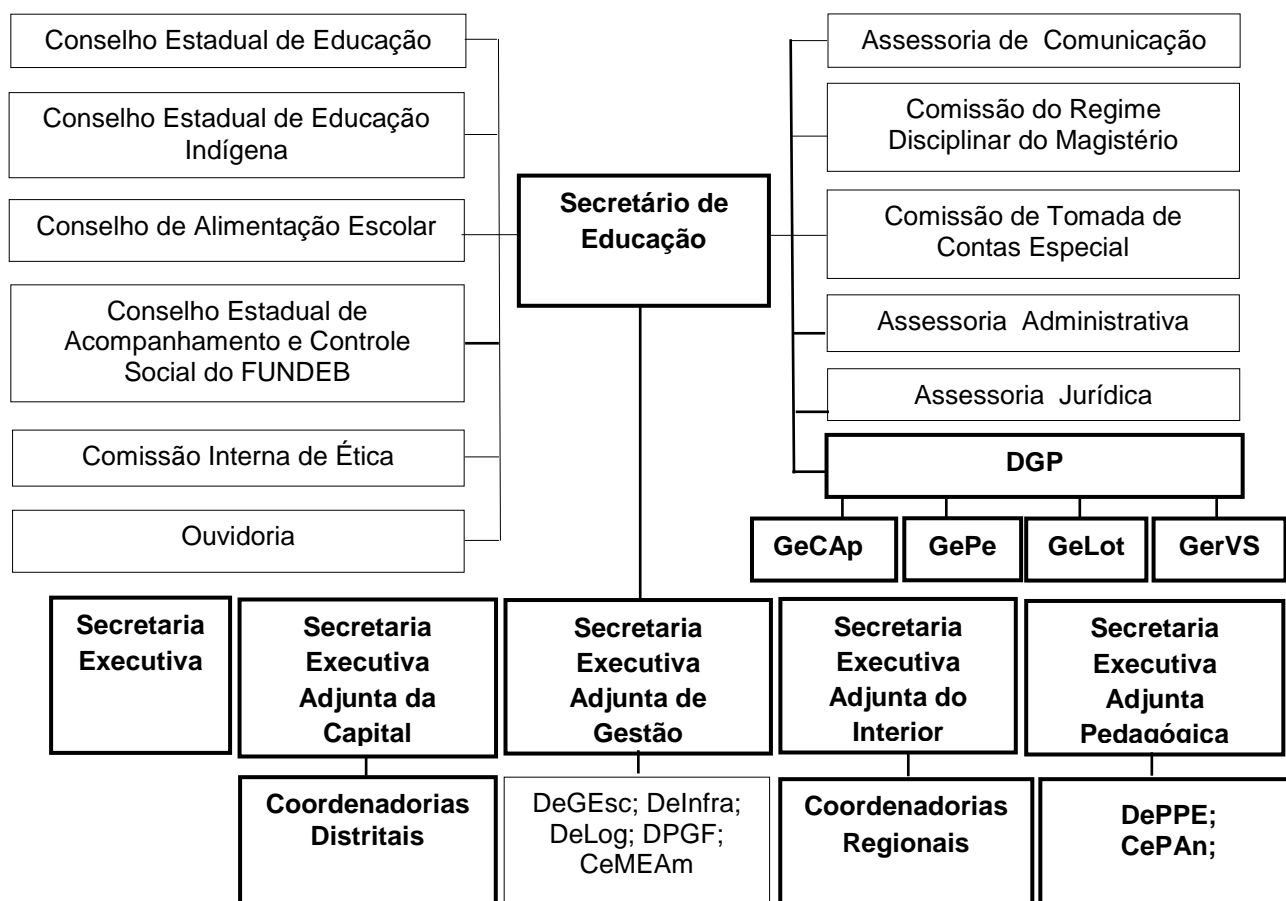 Conselho Estadual de Educação
Conselho Estadual de Educação
Indígena
Conselho de Alimentação Escolar
Conselho Estadual de
Acompanhamento e Controle
Social do FUNDEB
Comissão Interna de Ética
Ouvidoria
Secretário de
Educação
Assessoria de Comunicação
Comissão do Regime
Disciplinar do Magistério
Comissão de Tomada de
Contas Especial
Assessoria Administrativa
Assessoria Jurídica
DGP
GeCAp
GePe
GeLot
GerVS
Secretaria
Executiva
Secretaria
Executiva
Adjunta da
Capital
Secretaria
Executiva
Adjunta de
Gestão
Secretaria
Executiva
Adjunta do
Interior
Secretaria
Executiva
Adjunta
Pedagógica
Coordenadorias
Distritais
DeGEsc; DeInfra;
DeLog; DPGF;
CeMEAm
Coordenadorias
Regionais
DePPE;
CePAn;